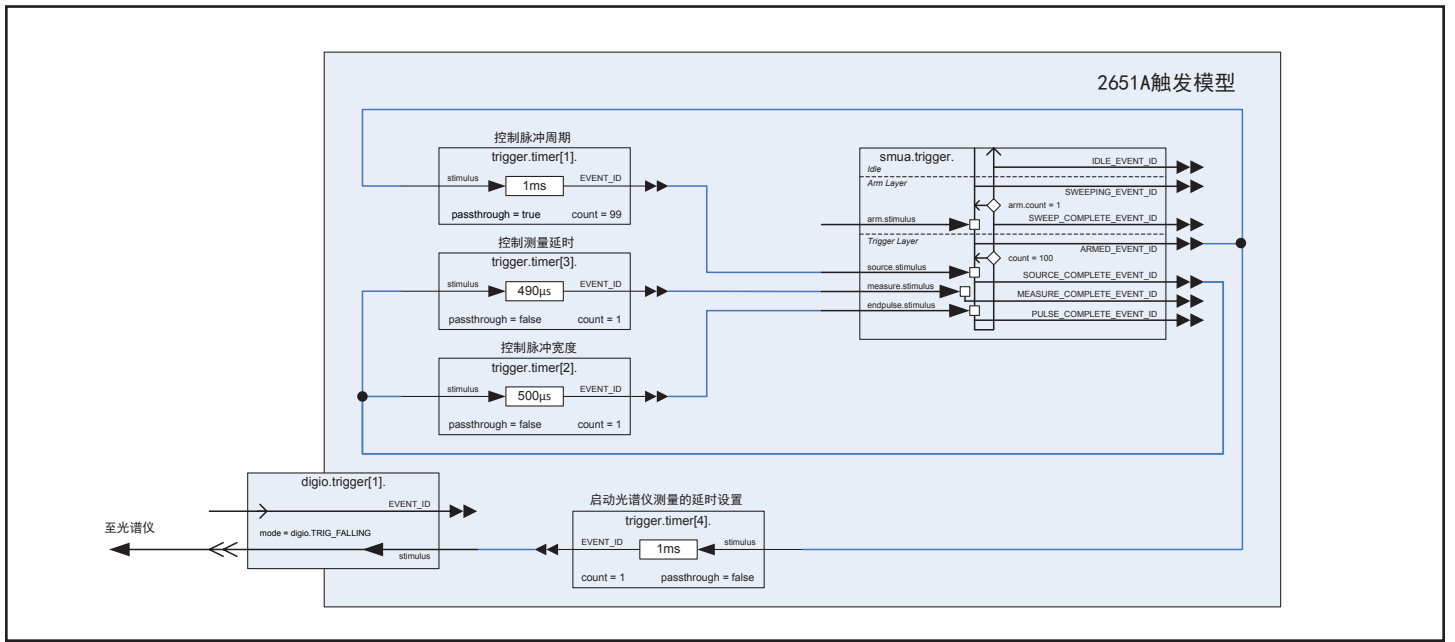 2651A触发模型
控制脉冲周期
trigger.timer[1].
stimulus
1ms
EVENT_ID
passthrough = true
count = 99
控制测量延时
trigger.timer[3].
stimulus
490μs
EVENT_ID
passthrough = false
count = 1
控制脉冲宽度
trigger.timer[2].
stimulus
500μs
EVENT_ID
passthrough = false
count = 1
smua.trigger.
Idle
IDLE_EVENT_ID
Arm Layer
SWEEPING_EVENT_ID
arm.count = 1
arm.stimulus
SWEEP_COMPLETE_EVENT_ID
Trigger Layer
ARMED_EVENT_ID
count = 100
source.stimulus
SOURCE_COMPLETE_EVENT_ID
measure.stimulus
MEASURE_COMPLETE_EVENT_ID
endpulse.stimulus
PULSE_COMPLETE_EVENT_ID
digio.trigger[1].
EVENT_ID
至光谱仪
mode = digio.TRIG_FALLING
stimulus
启动光谱仪测量的延时设置
trigger.timer[4].
EVENT_ID
1ms
stimulus
count = 1
passthrough = false